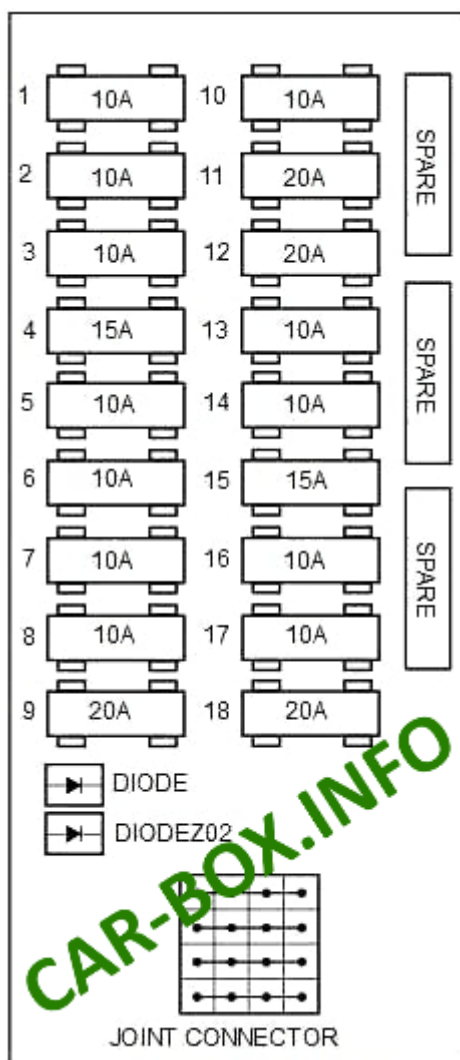 1 10A 10 10A
2 10A 11 20A
3 10A 12 20A
4 15A 13 10A
5 10A 14 10A
6 10A 15 15A
7 10A 16 10A
8 10A 17 10A
9 20A 18 20A
SPARE
SPARE
SPARE
DIODE
DIODEZ02
CAR-BOX.INFO
JOINT CONNECTOR